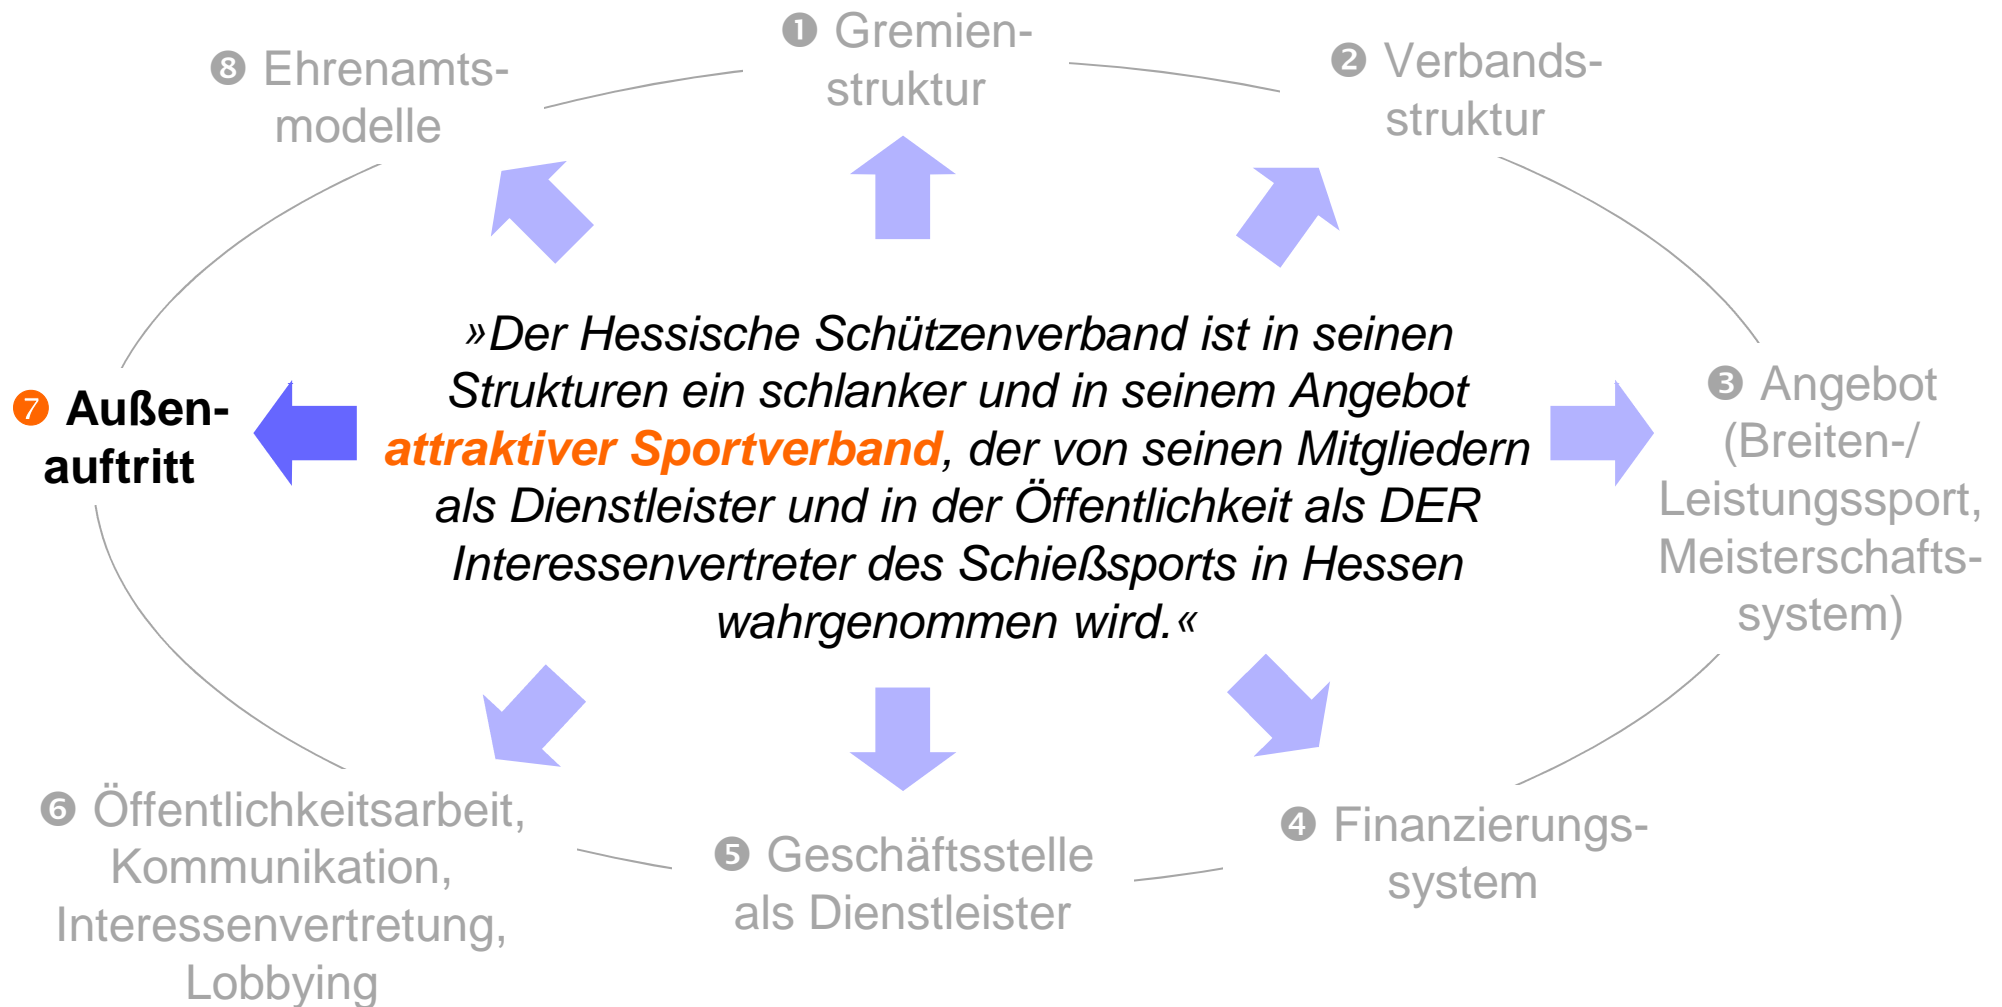 ❶ Gremien-
struktur
❷ Verbands-
struktur
❸ Angebot
(Breiten-/
Leistungssport,
Meisterschafts-
system)
❹ Finanzierungs-
system
❺ Geschäftsstelle
als Dienstleister
❻ Öffentlichkeitsarbeit,
Kommunikation,
Interessenvertretung,
Lobbying
❼ Außen-
auftritt
❽ Ehrenamts-
modelle
»Der Hessische Schützenverband ist in seinen
Strukturen ein schlanker und in seinem Angebot
attraktiver Sportverband, der von seinen Mitgliedern
als Dienstleister und in der Öffentlichkeit als DER
Interessenvertreter des Schießsports in Hessen
wahrgenommen wird.«